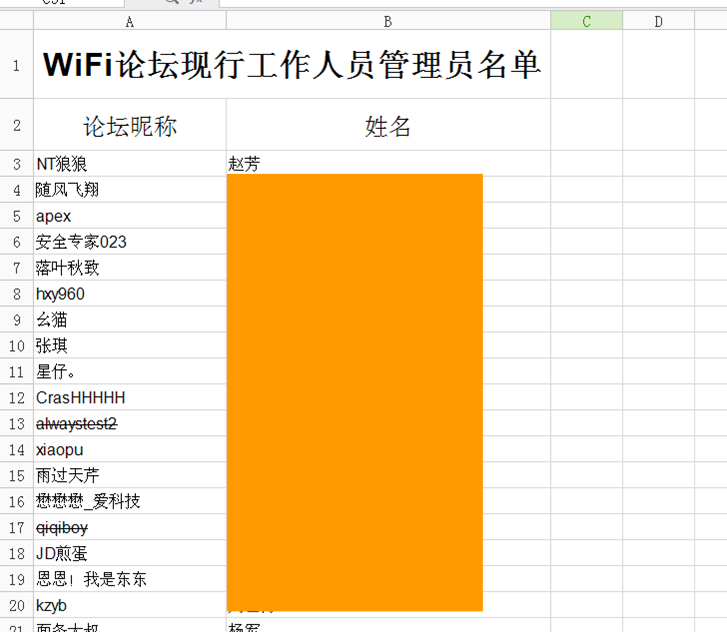 A B C D
1 WiFi论坛现行工作人员管理员名单
2 论坛昵称 姓名
3 NT狼狼 赵芳
4 随风飞翔
5 apex
6 安全专家023
7 落叶秋致
8 hxy960
9 幺猫
10 张琪
11 星仔。
12 CrasHHHHH
13 alwaystest2
14 xiaopu
15 雨过天芹
16 懋懋懋_爱科技
17 qiqiboy
18 JD煎蛋
19 恩恩！我是东东
20 kzyb
21 面条大叔 杨军